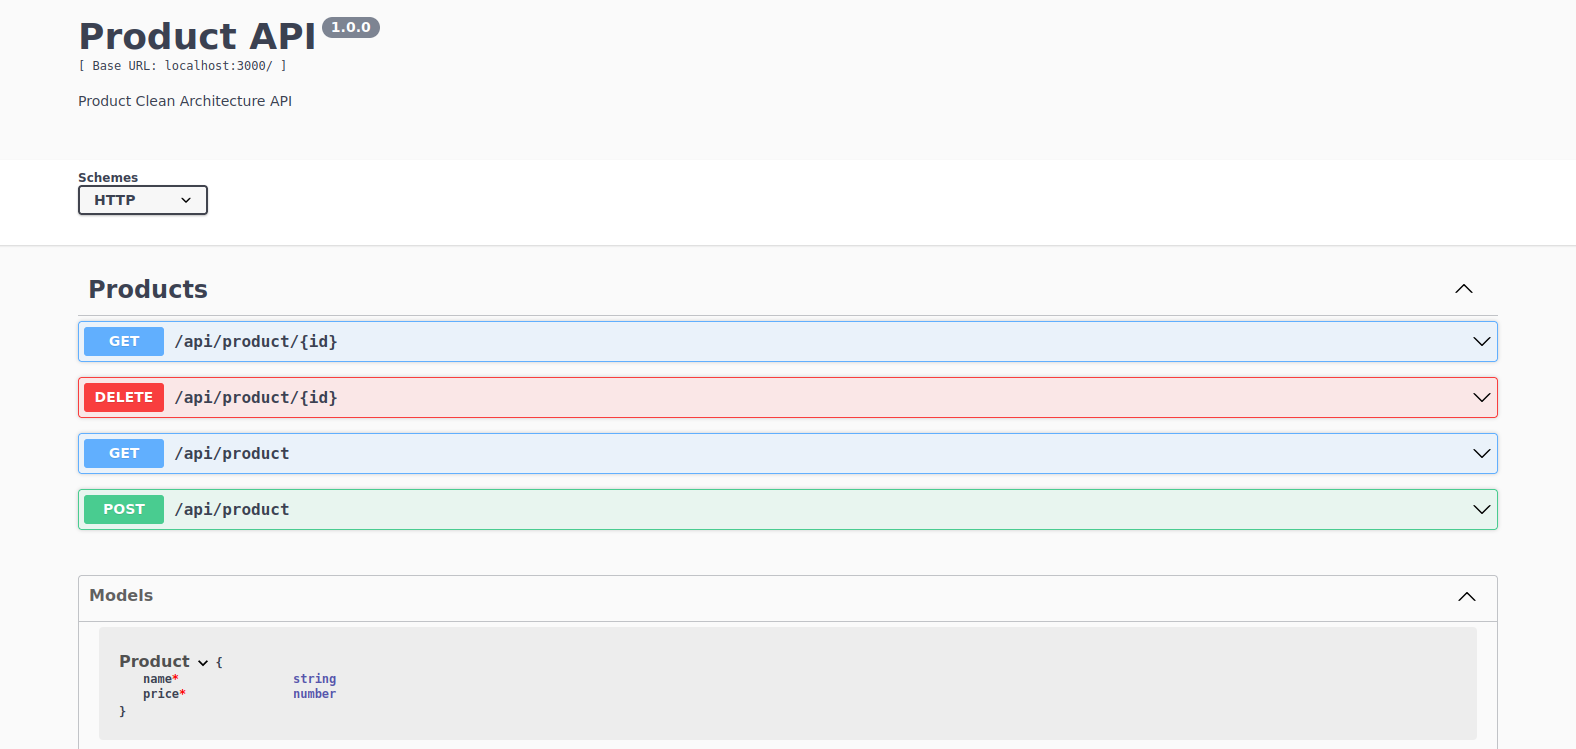 Product API 1.0.0
[ Base URL: localhost:3000/ ]
Product Clean Architecture API
Schemes
HTTP
Products
GET /api/product/{id}
DELETE /api/product/{id}
GET /api/product
POST /api/product
Models
Product {
name* string
price* number
}